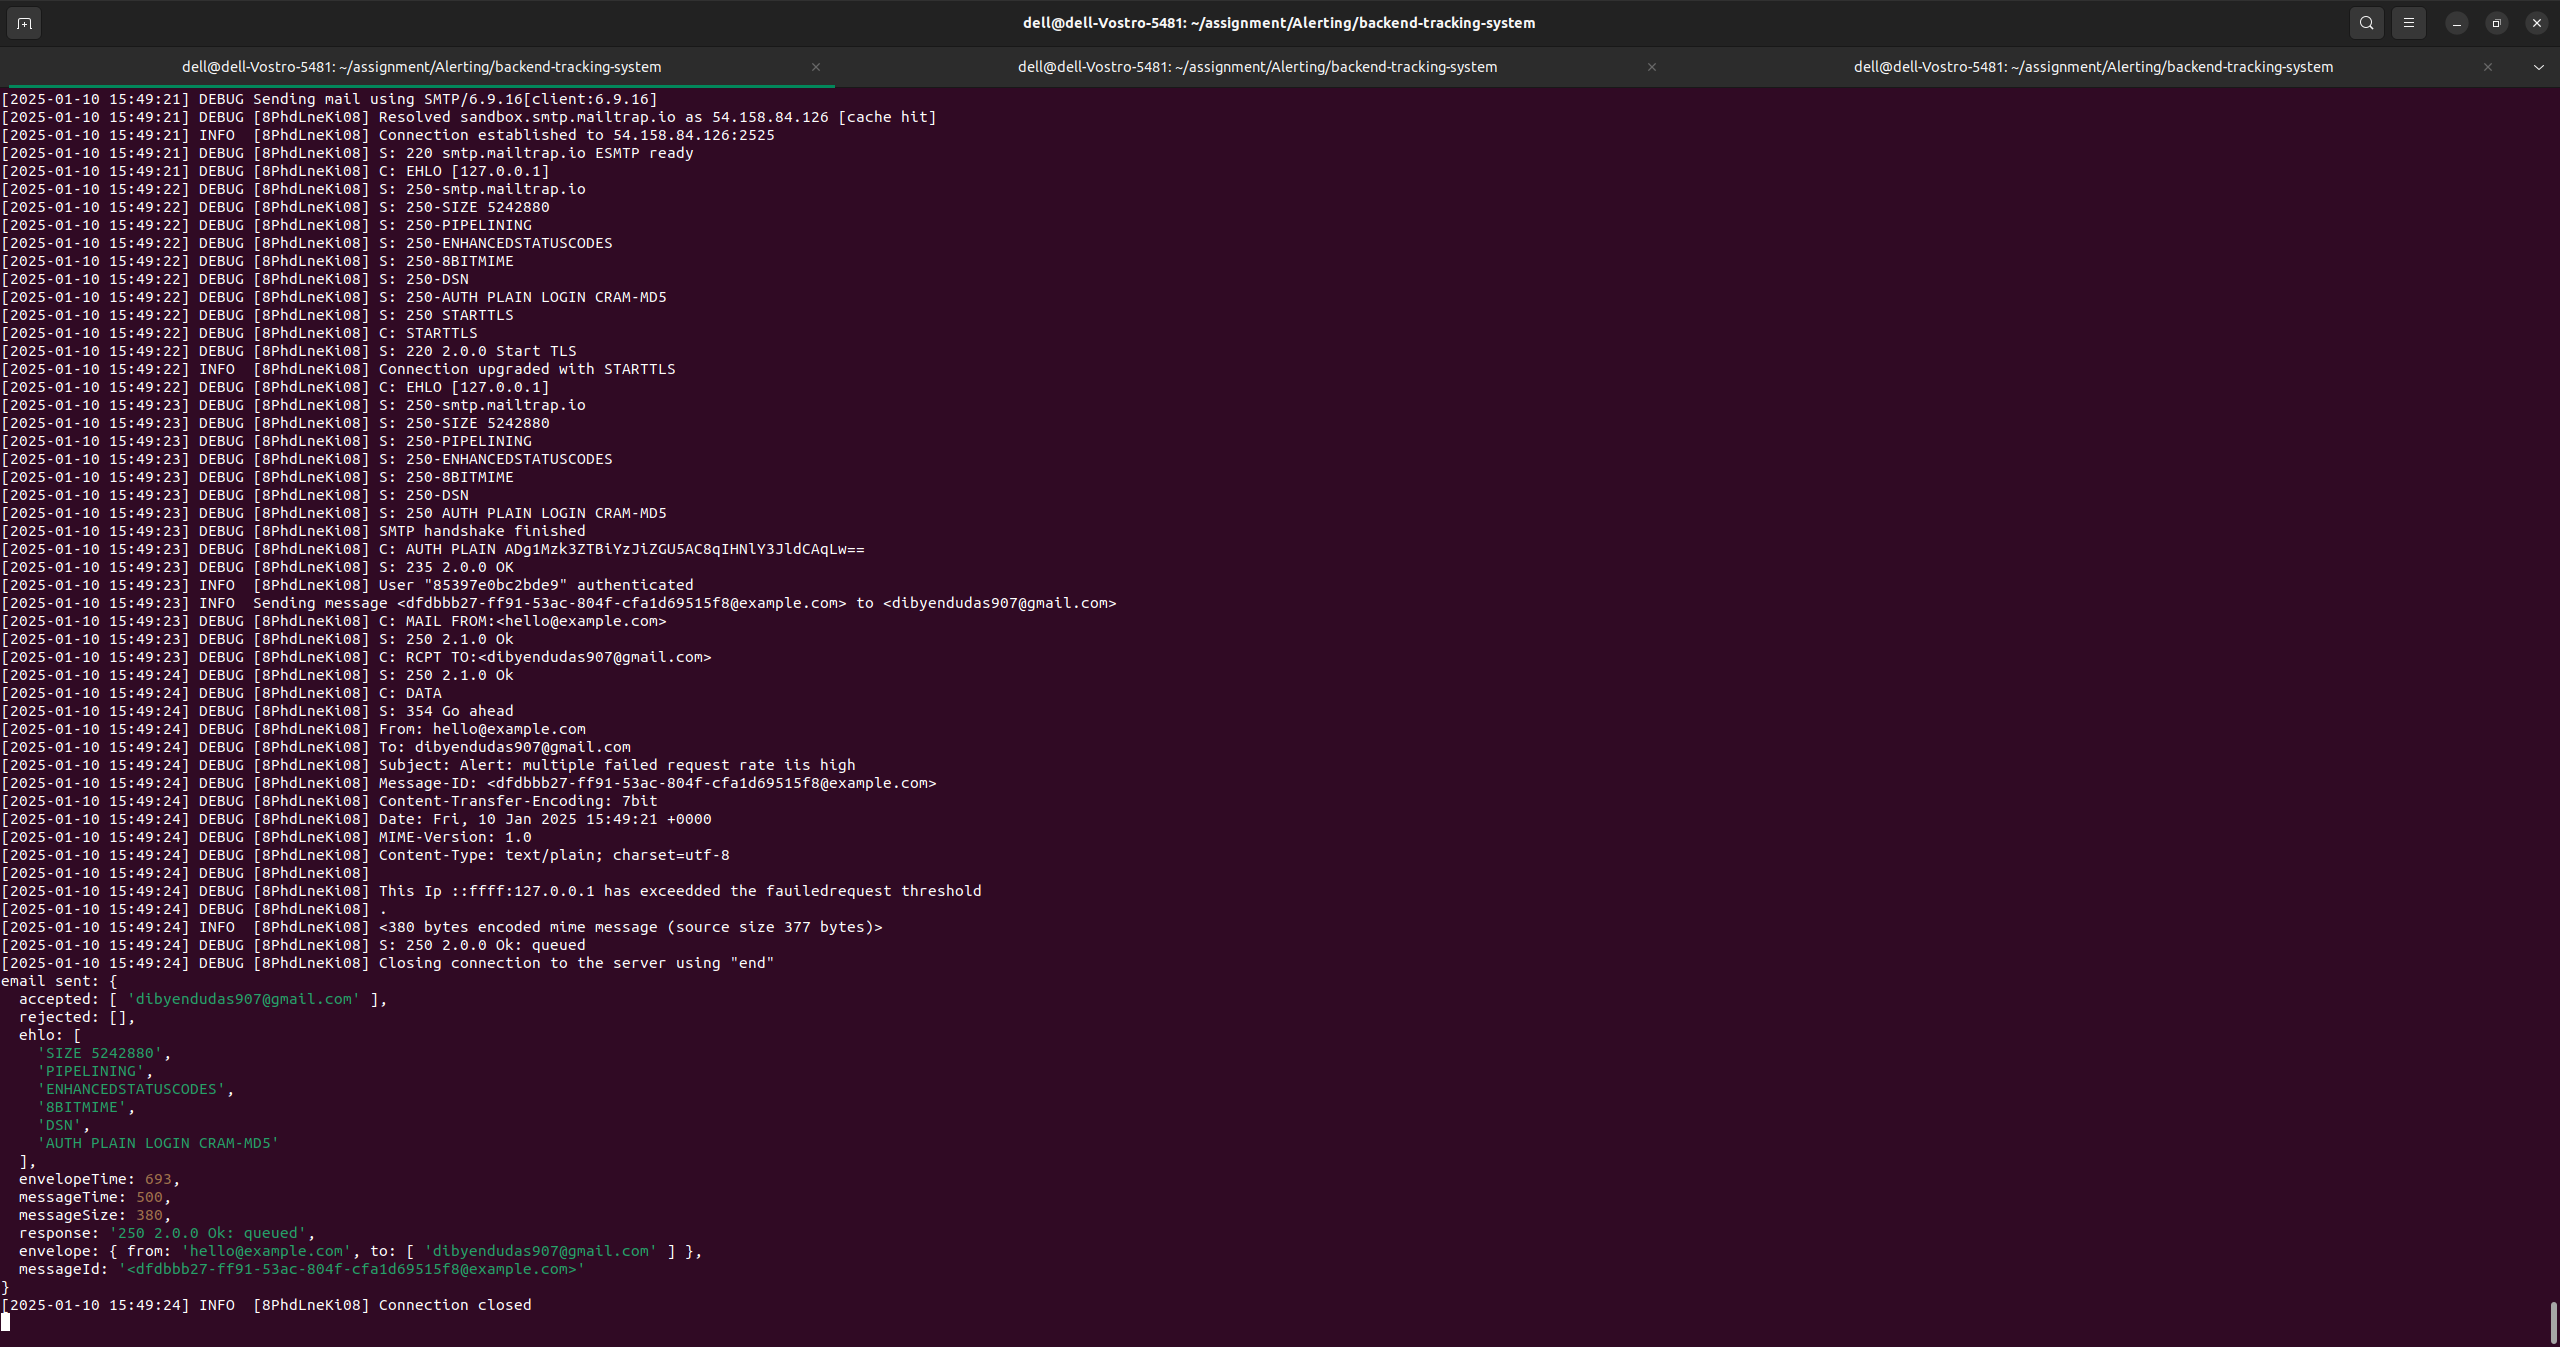 dell@dell-Vostro-5481: ~/assignment/Alerting/backend-tracking-system
dell@dell-Vostro-5481: ~/assignment/Alerting/backend-tracking-system
dell@dell-Vostro-5481: ~/assignment/Alerting/backend-tracking-system
dell@dell-Vostro-5481: ~/assignment/Alerting/backend-tracking-system
[2025-01-10 15:49:21] DEBUG Sending mail using SMTP/6.9.16[client:6.9.16]
[2025-01-10 15:49:21] DEBUG [8PhdLneKi08] Resolved sandbox.smtp.mailtrap.io as 54.158.84.126 [cache hit]
[2025-01-10 15:49:21] INFO  [8PhdLneKi08] Connection established to 54.158.84.126:2525
[2025-01-10 15:49:21] DEBUG [8PhdLneKi08] S: 220 smtp.mailtrap.io ESMTP ready
[2025-01-10 15:49:21] DEBUG [8PhdLneKi08] C: EHLO [127.0.0.1]
[2025-01-10 15:49:22] DEBUG [8PhdLneKi08] S: 250-smtp.mailtrap.io
[2025-01-10 15:49:22] DEBUG [8PhdLneKi08] S: 250-SIZE 5242880
[2025-01-10 15:49:22] DEBUG [8PhdLneKi08] S: 250-PIPELINING
[2025-01-10 15:49:22] DEBUG [8PhdLneKi08] S: 250-ENHANCEDSTATUSCODES
[2025-01-10 15:49:22] DEBUG [8PhdLneKi08] S: 250-8BITMIME
[2025-01-10 15:49:22] DEBUG [8PhdLneKi08] S: 250-DSN
[2025-01-10 15:49:22] DEBUG [8PhdLneKi08] S: 250-AUTH PLAIN LOGIN CRAM-MD5
[2025-01-10 15:49:22] DEBUG [8PhdLneKi08] S: 250 STARTTLS
[2025-01-10 15:49:22] DEBUG [8PhdLneKi08] C: STARTTLS
[2025-01-10 15:49:22] DEBUG [8PhdLneKi08] S: 220 2.0.0 Start TLS
[2025-01-10 15:49:22] INFO  [8PhdLneKi08] Connection upgraded with STARTTLS
[2025-01-10 15:49:22] DEBUG [8PhdLneKi08] C: EHLO [127.0.0.1]
[2025-01-10 15:49:23] DEBUG [8PhdLneKi08] S: 250-smtp.mailtrap.io
[2025-01-10 15:49:23] DEBUG [8PhdLneKi08] S: 250-SIZE 5242880
[2025-01-10 15:49:23] DEBUG [8PhdLneKi08] S: 250-PIPELINING
[2025-01-10 15:49:23] DEBUG [8PhdLneKi08] S: 250-ENHANCEDSTATUSCODES
[2025-01-10 15:49:23] DEBUG [8PhdLneKi08] S: 250-8BITMIME
[2025-01-10 15:49:23] DEBUG [8PhdLneKi08] S: 250-DSN
[2025-01-10 15:49:23] DEBUG [8PhdLneKi08] S: 250 AUTH PLAIN LOGIN CRAM-MD5
[2025-01-10 15:49:23] DEBUG [8PhdLneKi08] SMTP handshake finished
[2025-01-10 15:49:23] DEBUG [8PhdLneKi08] C: AUTH PLAIN ADg1Mzk3ZTBiYzJiZGU5AC8qIHNlY3JldCAqLw==
[2025-01-10 15:49:23] DEBUG [8PhdLneKi08] S: 235 2.0.0 OK
[2025-01-10 15:49:23] INFO  [8PhdLneKi08] User "85397e0bc2bde9" authenticated
[2025-01-10 15:49:23] INFO  Sending message <dfdbbb27-ff91-53ac-804f-cfa1d69515f8@example.com> to <dibyendudas907@gmail.com>
[2025-01-10 15:49:23] DEBUG [8PhdLneKi08] C: MAIL FROM:<hello@example.com>
[2025-01-10 15:49:23] DEBUG [8PhdLneKi08] S: 250 2.1.0 Ok
[2025-01-10 15:49:23] DEBUG [8PhdLneKi08] C: RCPT TO:<dibyendudas907@gmail.com>
[2025-01-10 15:49:24] DEBUG [8PhdLneKi08] S: 250 2.1.0 Ok
[2025-01-10 15:49:24] DEBUG [8PhdLneKi08] C: DATA
[2025-01-10 15:49:24] DEBUG [8PhdLneKi08] S: 354 Go ahead
[2025-01-10 15:49:24] DEBUG [8PhdLneKi08] From: hello@example.com
[2025-01-10 15:49:24] DEBUG [8PhdLneKi08] To: dibyendudas907@gmail.com
[2025-01-10 15:49:24] DEBUG [8PhdLneKi08] Subject: Alert: multiple failed request rate iis high
[2025-01-10 15:49:24] DEBUG [8PhdLneKi08] Message-ID: <dfdbbb27-ff91-53ac-804f-cfa1d69515f8@example.com>
[2025-01-10 15:49:24] DEBUG [8PhdLneKi08] Content-Transfer-Encoding: 7bit
[2025-01-10 15:49:24] DEBUG [8PhdLneKi08] Date: Fri, 10 Jan 2025 15:49:21 +0000
[2025-01-10 15:49:24] DEBUG [8PhdLneKi08] MIME-Version: 1.0
[2025-01-10 15:49:24] DEBUG [8PhdLneKi08] Content-Type: text/plain; charset=utf-8
[2025-01-10 15:49:24] DEBUG [8PhdLneKi08]
[2025-01-10 15:49:24] DEBUG [8PhdLneKi08] This Ip ::ffff:127.0.0.1 has exceedded the fauiledrequest threshold
[2025-01-10 15:49:24] DEBUG [8PhdLneKi08] .
[2025-01-10 15:49:24] INFO  [8PhdLneKi08] <380 bytes encoded mime message (source size 377 bytes)>
[2025-01-10 15:49:24] DEBUG [8PhdLneKi08] S: 250 2.0.0 Ok: queued
[2025-01-10 15:49:24] DEBUG [8PhdLneKi08] Closing connection to the server using "end"
email sent: {
  accepted: [ 'dibyendudas907@gmail.com' ],
  rejected: [],
  ehlo: [
    'SIZE 5242880',
    'PIPELINING',
    'ENHANCEDSTATUSCODES',
    '8BITMIME',
    'DSN',
    'AUTH PLAIN LOGIN CRAM-MD5'
  ],
  envelopeTime: 693,
  messageTime: 500,
  messageSize: 380,
  response: '250 2.0.0 Ok: queued',
  envelope: { from: 'hello@example.com', to: [ 'dibyendudas907@gmail.com' ] },
  messageId: '<dfdbbb27-ff91-53ac-804f-cfa1d69515f8@example.com>'
}
[2025-01-10 15:49:24] INFO  [8PhdLneKi08] Connection closed